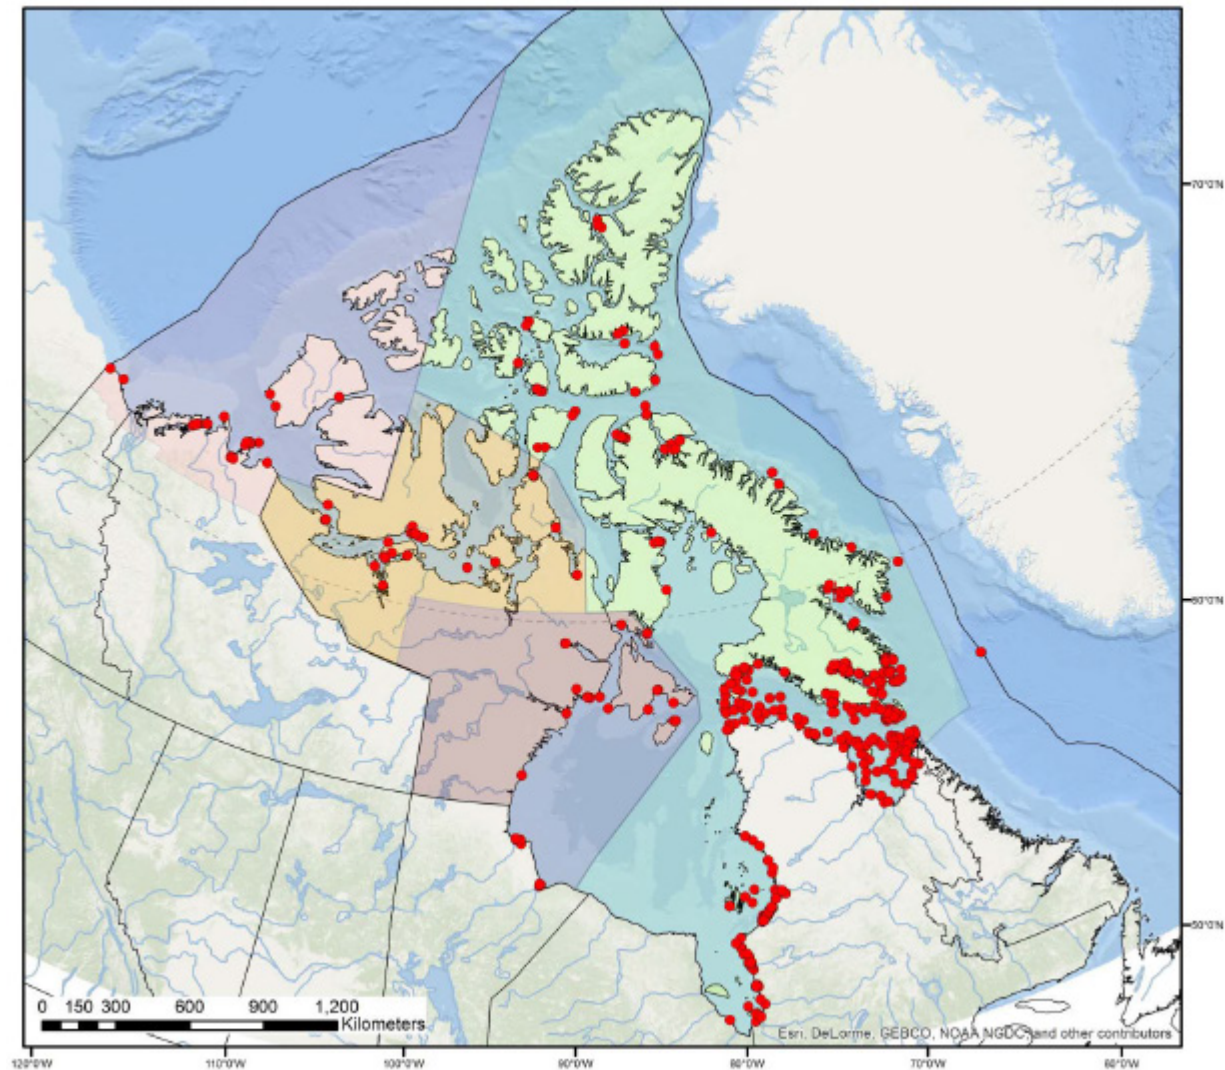 70°0'N
60°0'N
50°0'N
0 150 300 600 900 1,200
Kilometers
Esri, DeLorme, GEBCO, NOAA NGDC, and other contributors
120°0'W 110°0'W 100°0'W 90°0'W 80°0'W 70°0'W 60°0'W